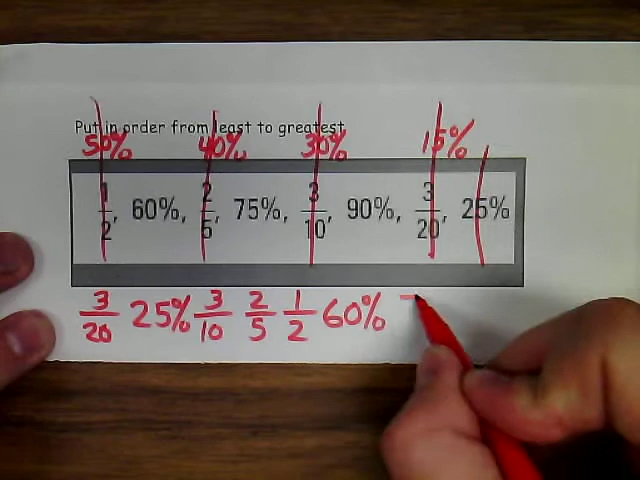 Put in order from least to greatest
50% 40% 30% 15%
1/2, 60%, 2/5, 75%, 3/10, 90%, 3/20, 25%
3/20 25% 3/10 2/5 1/2 60%